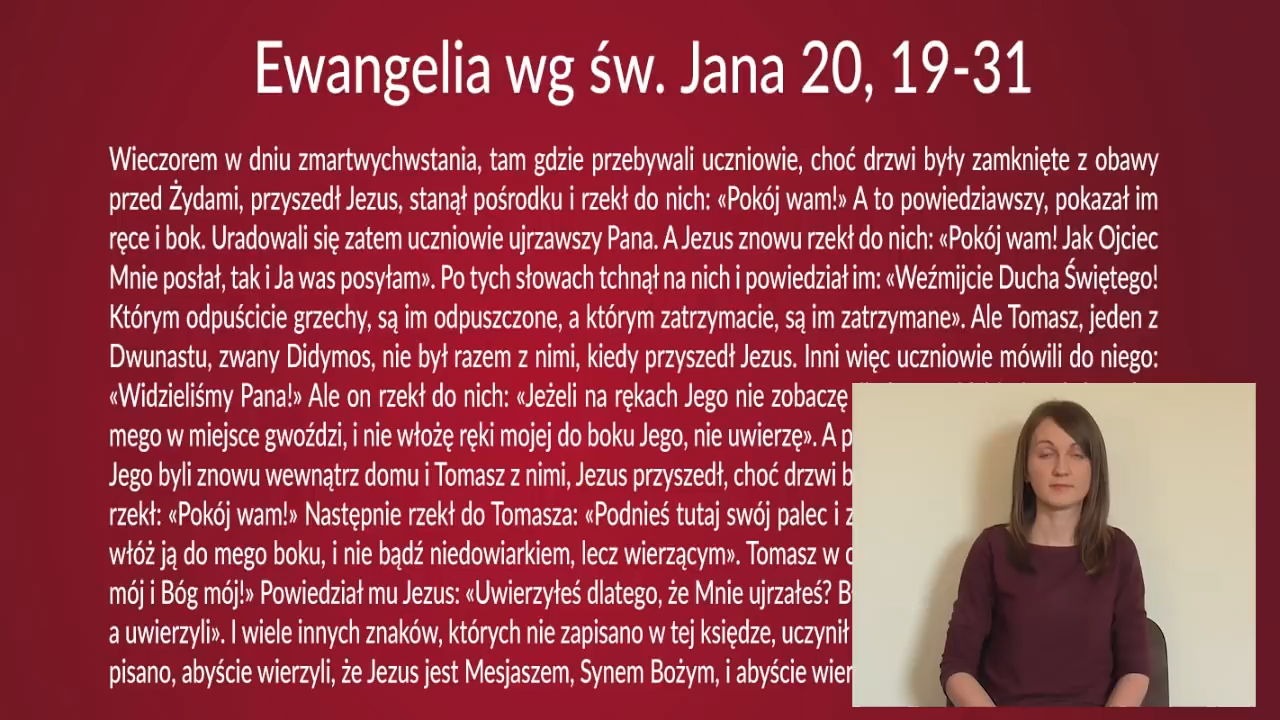 Ewangelia wg św. Jana 20, 19-31
Wieczorem w dniu zmartwychwstania, tam gdzie przebywali uczniowie, choć drzwi były zamknięte z obawy
przed Żydami, przyszedł Jezus, stanął pośrodku i rzekł do nich: «Pokój wam!» A to powiedziawszy, pokazał im
ręce i bok. Uradowali się zatem uczniowie ujrzawszy Pana. A Jezus znowu rzekł do nich: «Pokój wam! Jak Ojciec
Mnie posłał, tak i Ja was posyłam». Po tych słowach tchnął na nich i powiedział im: «Weźmijcie Ducha Świętego!
Którym odpuścicie grzechy, są im odpuszczone, a którym zatrzymacie, są im zatrzymane». Ale Tomasz, jeden z
Dwunastu, zwany Didymos, nie był razem z nimi, kiedy przyszedł Jezus. Inni więc uczniowie mówili do niego:
«Widzieliśmy Pana!» Ale on rzekł do nich: «Jeżeli na rękach Jego nie zobaczę
mego w miejsce gwoździ, i nie włożę ręki mojej do boku Jego, nie uwierzę». A
Jego byli znowu wewnątrz domu i Tomasz z nimi, Jezus przyszedł, choć drzwi
rzekł: «Pokój wam!» Następnie rzekł do Tomasza: «Podnieś tutaj swój palec i
włóż ją do mego boku, i nie bądź niedowiarkiem, lecz wierzącym». Tomasz w
mój i Bóg mój!» Powiedział mu Jezus: «Uwierzyłeś dlatego, że Mnie ujrzałeś?
a uwierzyli». I wiele innych znaków, których nie zapisano w tej księdze, uczynił
pisano, abyście wierzyli, że Jezus jest Mesjaszem, Synem Bożym, i abyście